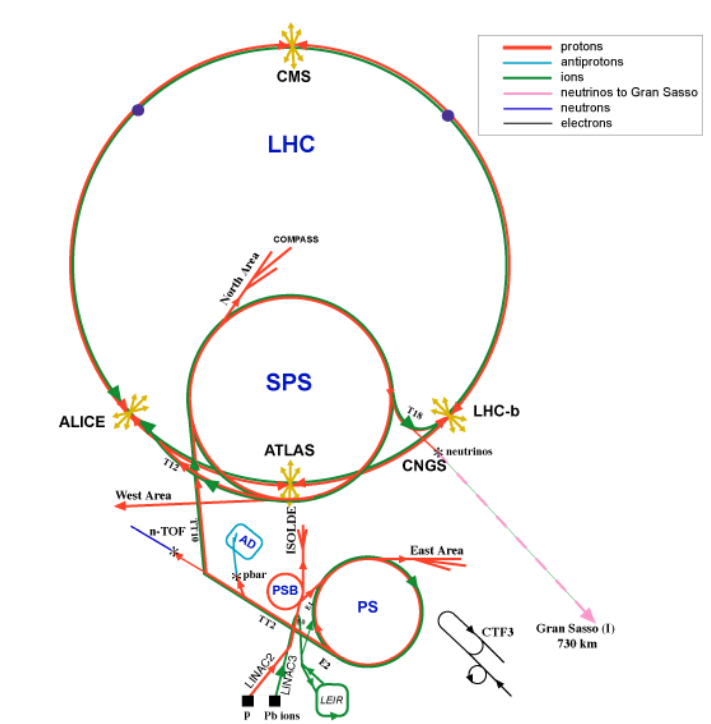 protons
antiprotons
ions
neutrinos to Gran Sasso
neutrons
electrons
CMS
LHC
COMPASS
North Area
SPS
ALICE
T18
LHC-b
ATLAS
neutrinos
CNGS
T12
West Area
TT10
ISOLDE
n-TOF
AD
East Area
pbar
PSB
PS
E1
TT2
E2
CTF3
Gran Sasso (I)
730 km
LINAC2
LINAC3
LEIR
P
Pb ions